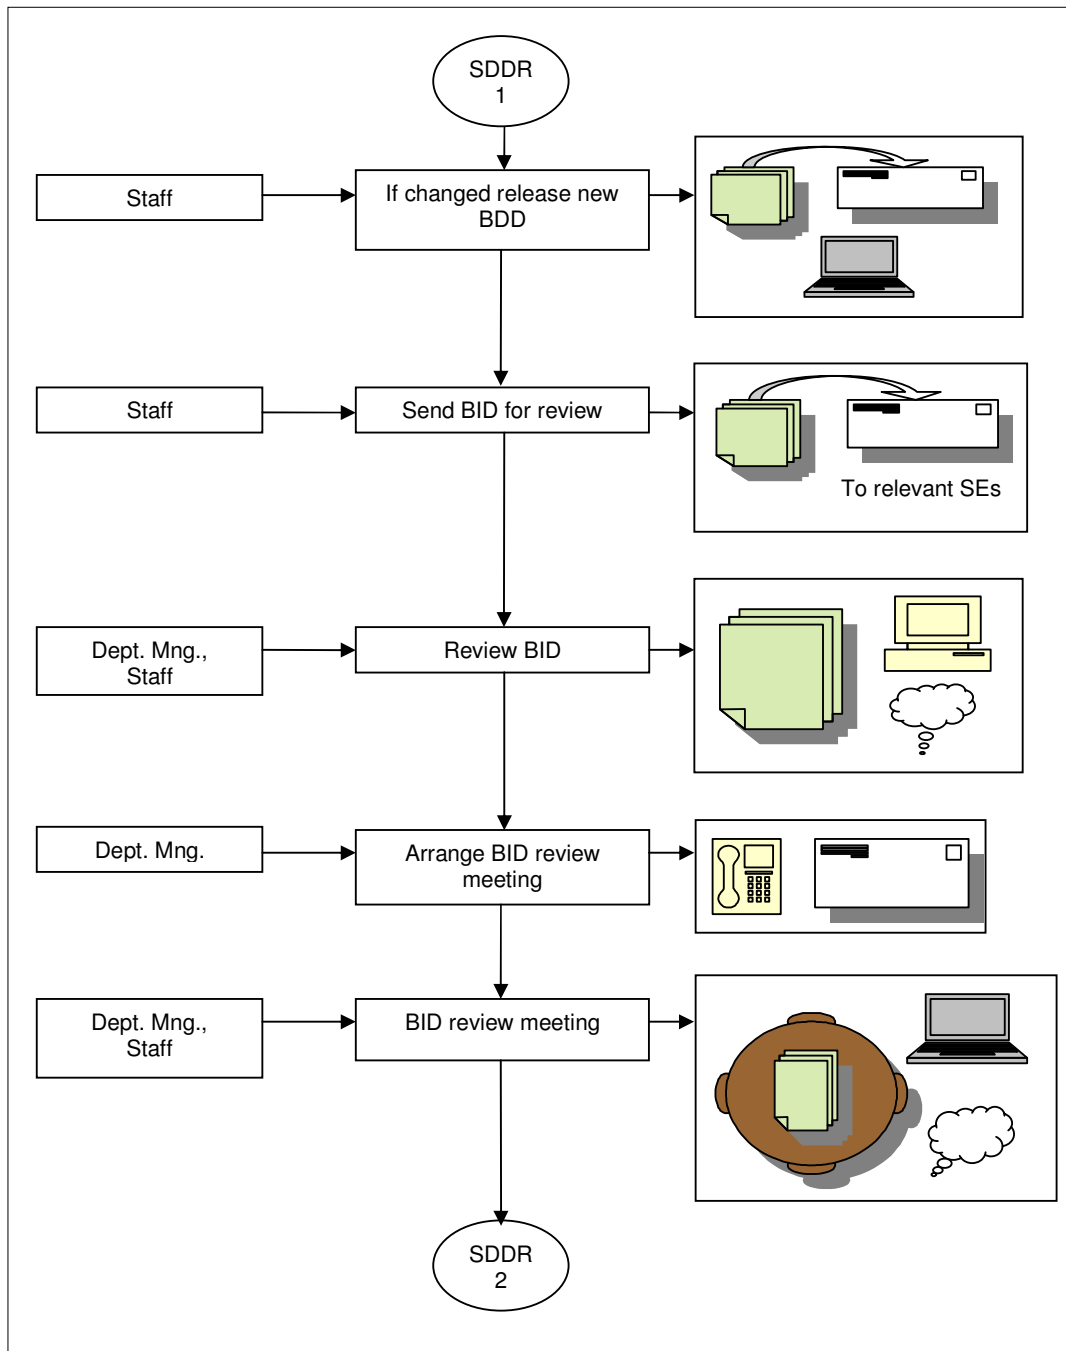 SDDR
1
Staff
If changed release new
BDD
Staff
Send BID for review
To relevant SEs
Dept. Mng.,
Staff
Review BID
Dept. Mng.
Arrange BID review
meeting
Dept. Mng.,
Staff
BID review meeting
SDDR
2